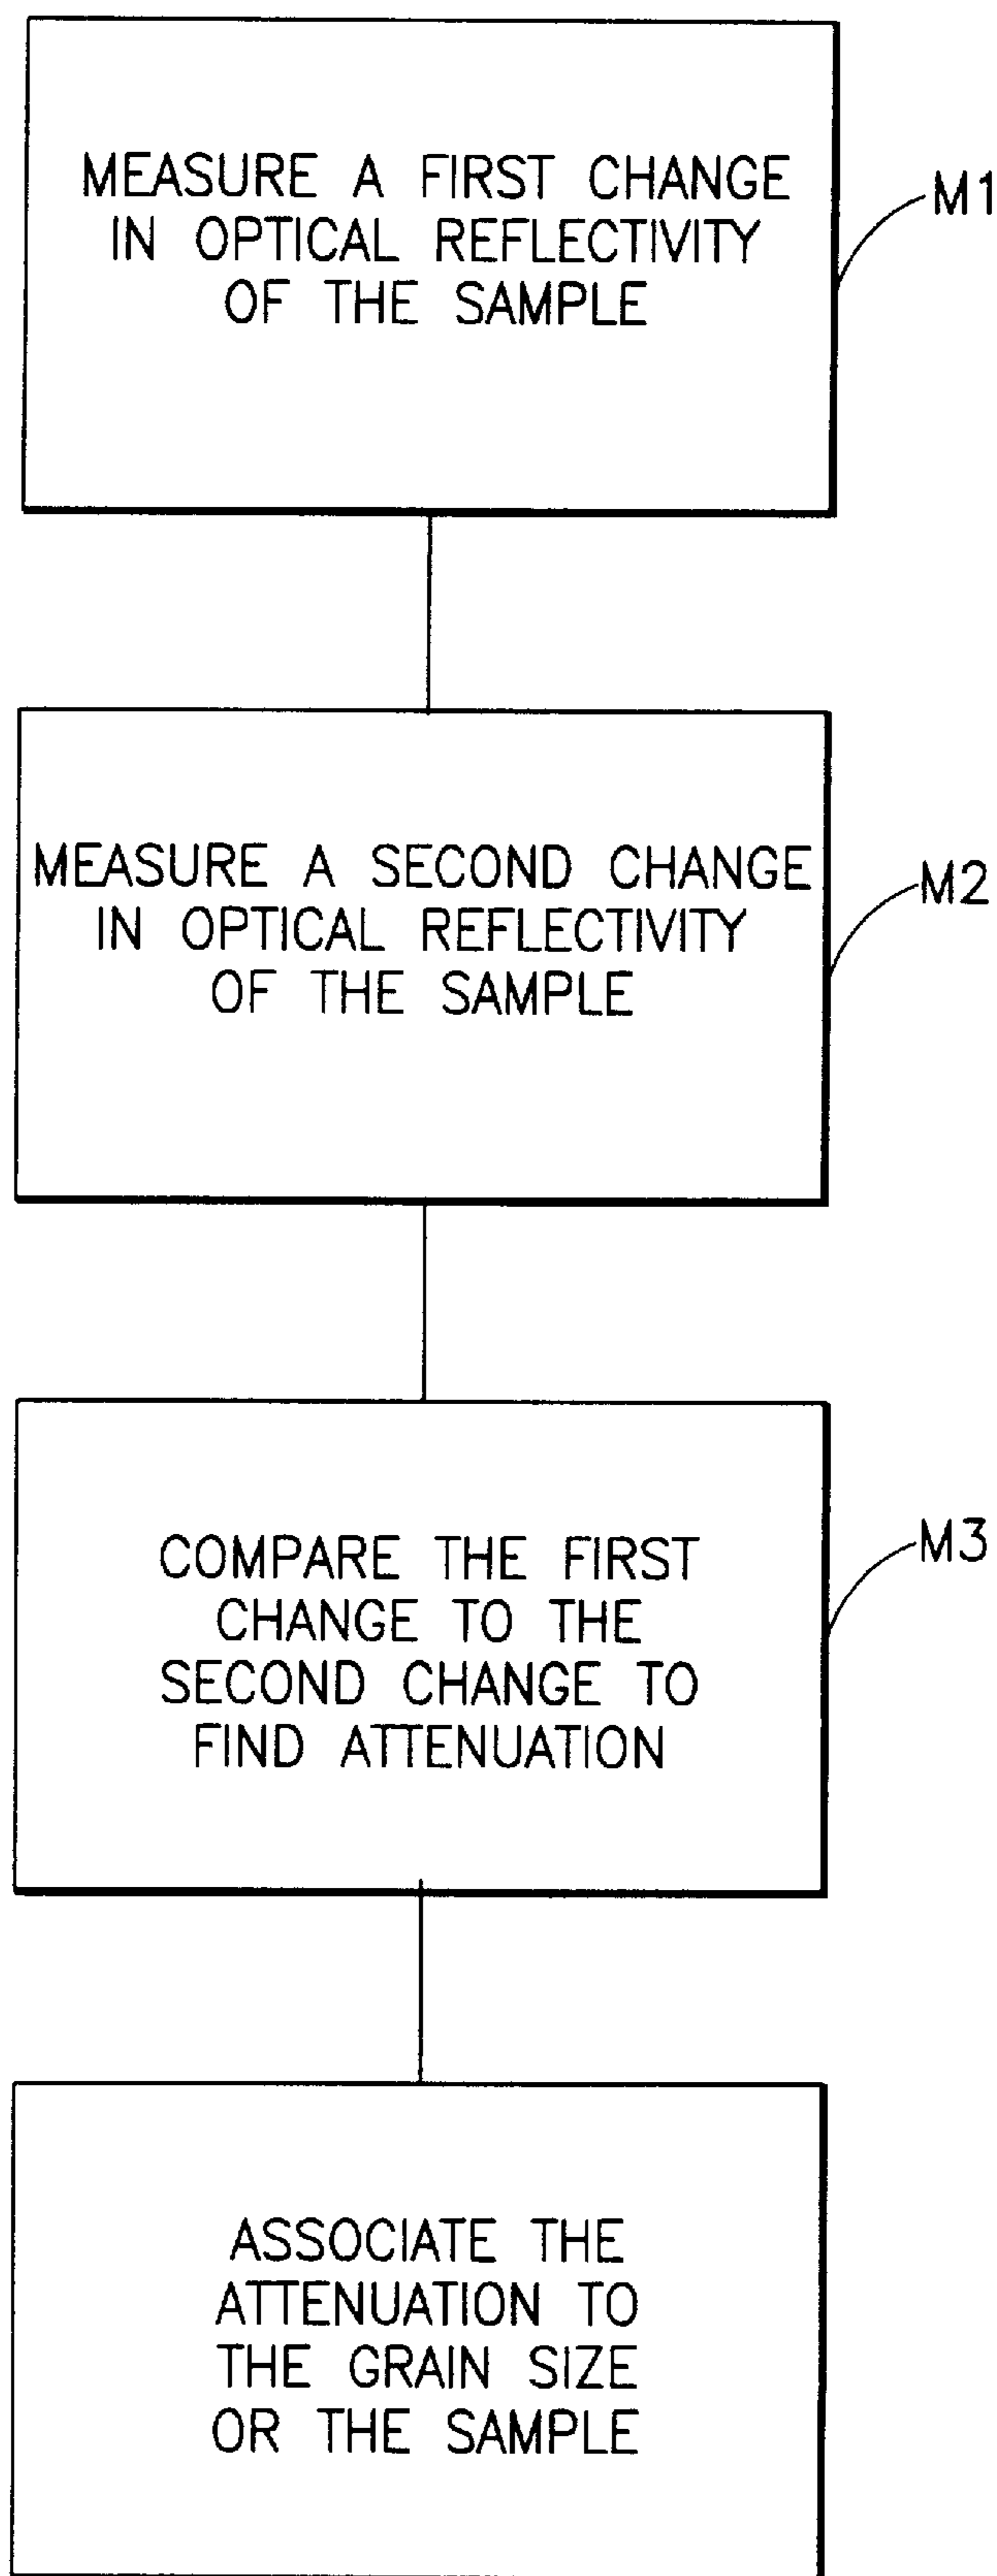 MEASURE A FIRST CHANGE
IN OPTICAL REFLECTIVITY
OF THE SAMPLE
M1
MEASURE A SECOND CHANGE
IN OPTICAL REFLECTIVITY
OF THE SAMPLE
M2
COMPARE THE FIRST
CHANGE TO THE
SECOND CHANGE TO
FIND ATTENUATION
M3
ASSOCIATE THE
ATTENUATION TO
THE GRAIN SIZE
OR THE SAMPLE